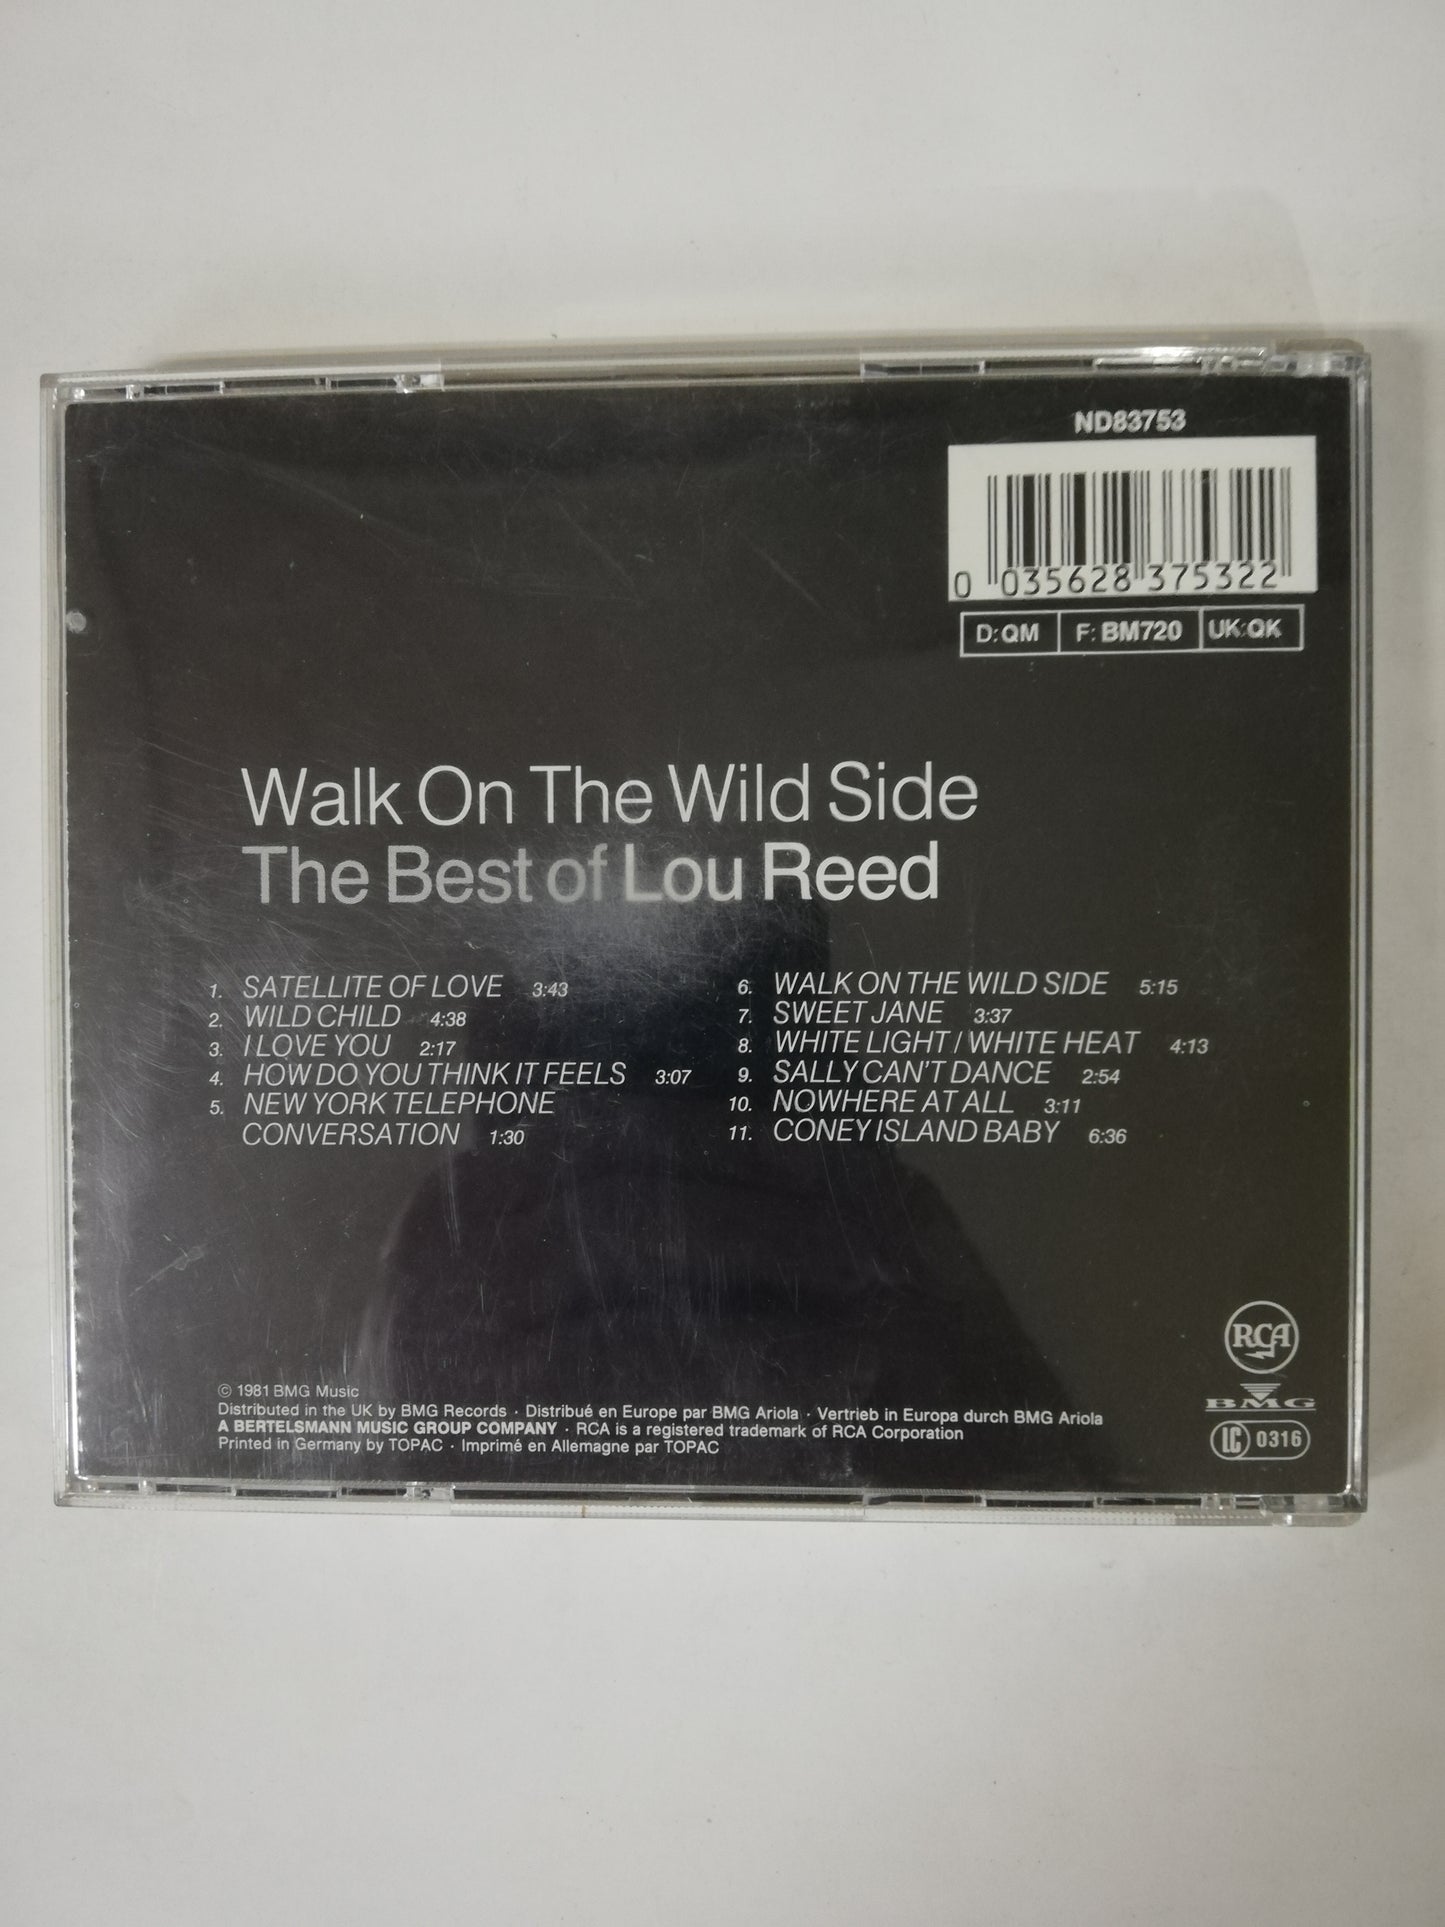 ND83753
0 035628 375322
D:QM F: BM720 UK:QK
Walk On The Wild Side
The Best of Lou Reed
1. SATELLITE OF LOVE 3:43
2. WILD CHILD 4:38
3. I LOVE YOU 2:17
4. HOW DO YOU THINK IT FEELS 3:07
5. NEW YORK TELEPHONE
CONVERSATION 1:30
6. WALK ON THE WILD SIDE 5:15
7. SWEET JANE 3:37
8. WHITE LIGHT / WHITE HEAT 4:13
9. SALLY CAN'T DANCE 2:54
10. NOWHERE AT ALL 3:11
11. CONEY ISLAND BABY 6:36
RCA
BMG
LC 0316
© 1981 BMG Music
Distributed in the UK by BMG Records · Distribué en Europe par BMG Ariola · Vertrieb in Europa durch BMG Ariola
A BERTELSMANN MUSIC GROUP COMPANY · RCA is a registered trademark of RCA Corporation
Printed in Germany by TOPAC · Imprimé en Allemagne par TOPAC